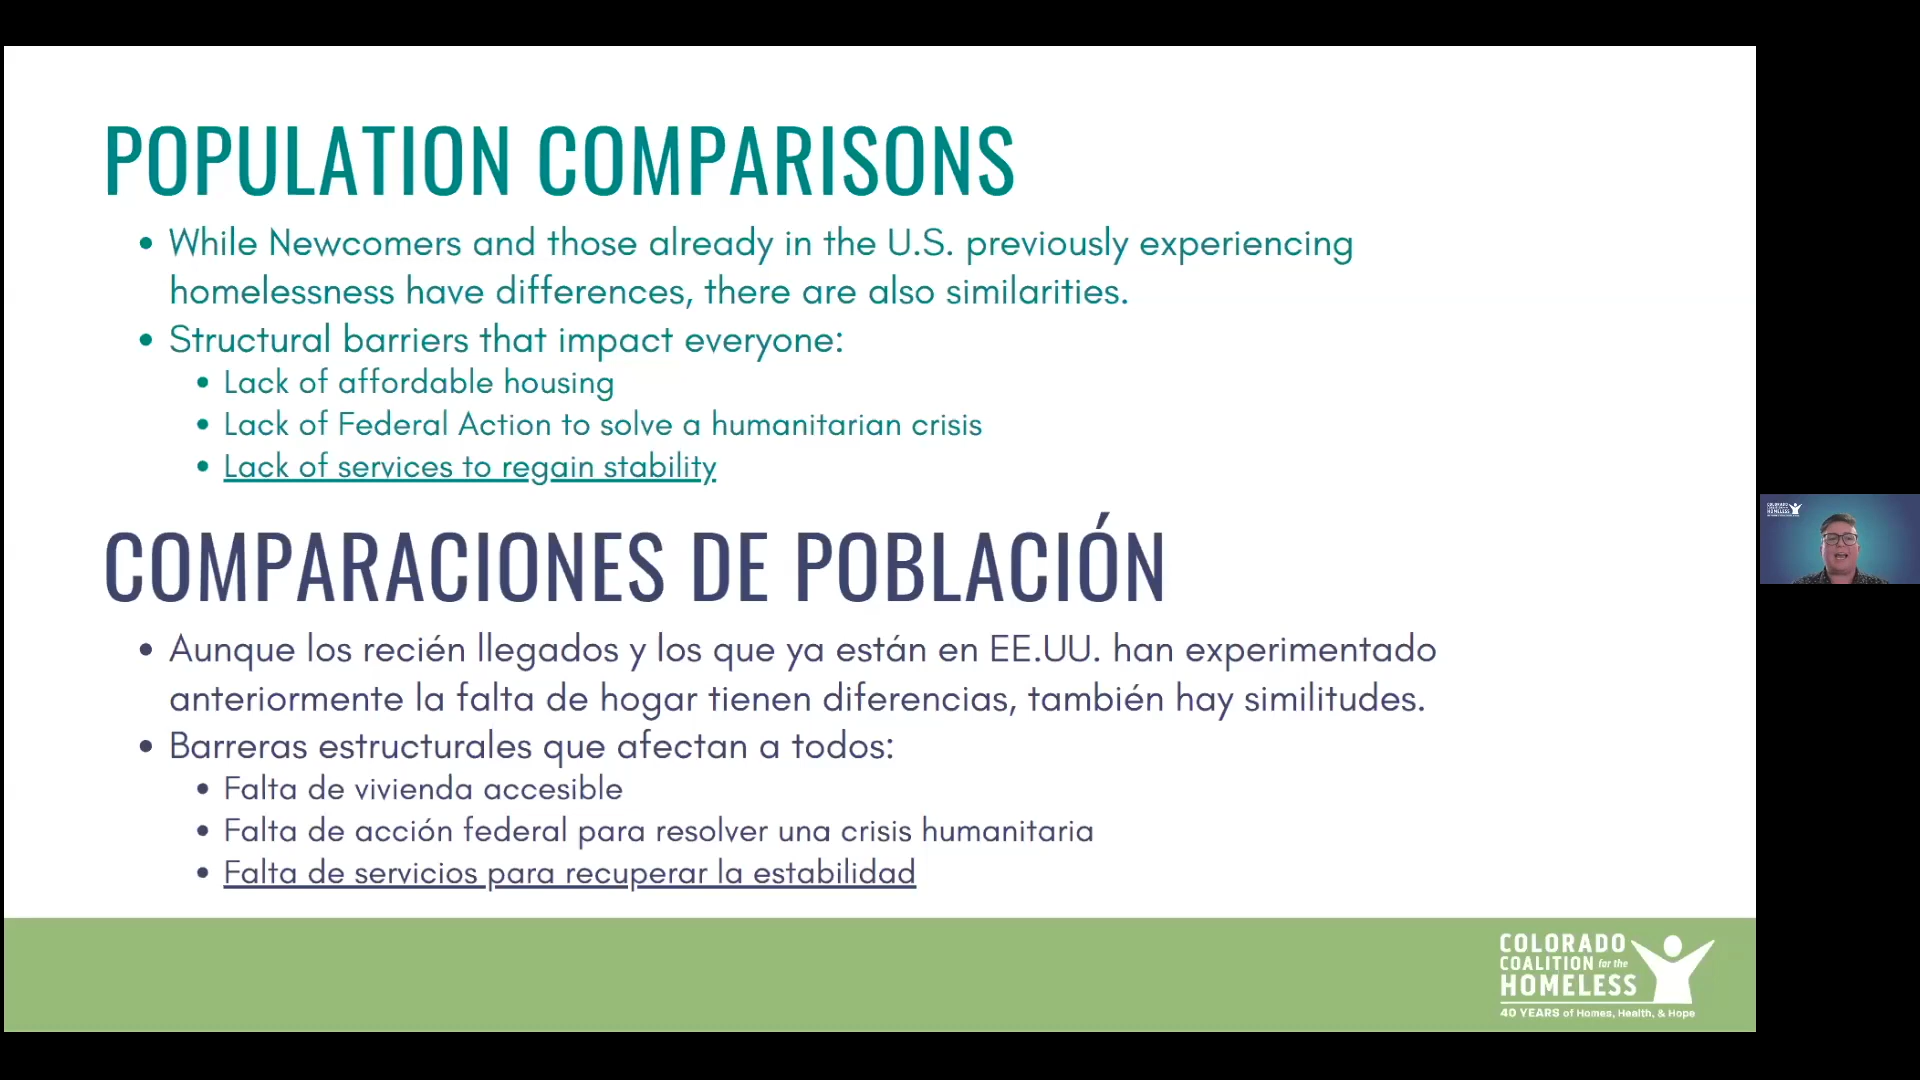 POPULATION COMPARISONS
• While Newcomers and those already in the U.S. previously experiencing
homelessness have differences, there are also similarities.
• Structural barriers that impact everyone:
• Lack of affordable housing
• Lack of Federal Action to solve a humanitarian crisis
• Lack of services to regain stability
COMPARACIONES DE POBLACIÓN
• Aunque los recién llegados y los que ya están en EE.UU. han experimentado
anteriormente la falta de hogar tienen diferencias, también hay similitudes.
• Barreras estructurales que afectan a todos:
• Falta de vivienda accesible
• Falta de acción federal para resolver una crisis humanitaria
• Falta de servicios para recuperar la estabilidad
COLORADO
COALITION for the
HOMELESS
40 YEARS of Homes, Health, & Hope
COLORADO
HOMELESS